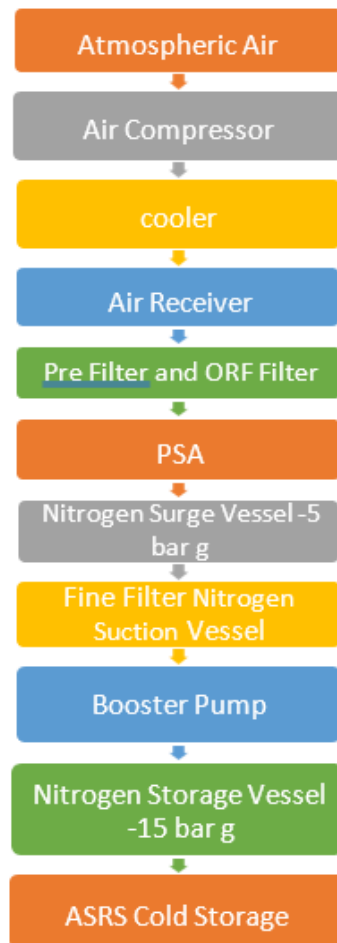 Atmospheric Air
Air Compressor
cooler
Air Receiver
Pre Filter and ORF Filter
PSA
Nitrogen Surge Vessel -5
bar g
Fine Filter Nitrogen
Suction Vessel
Booster Pump
Nitrogen Storage Vessel
-15 bar g
ASRS Cold Storage